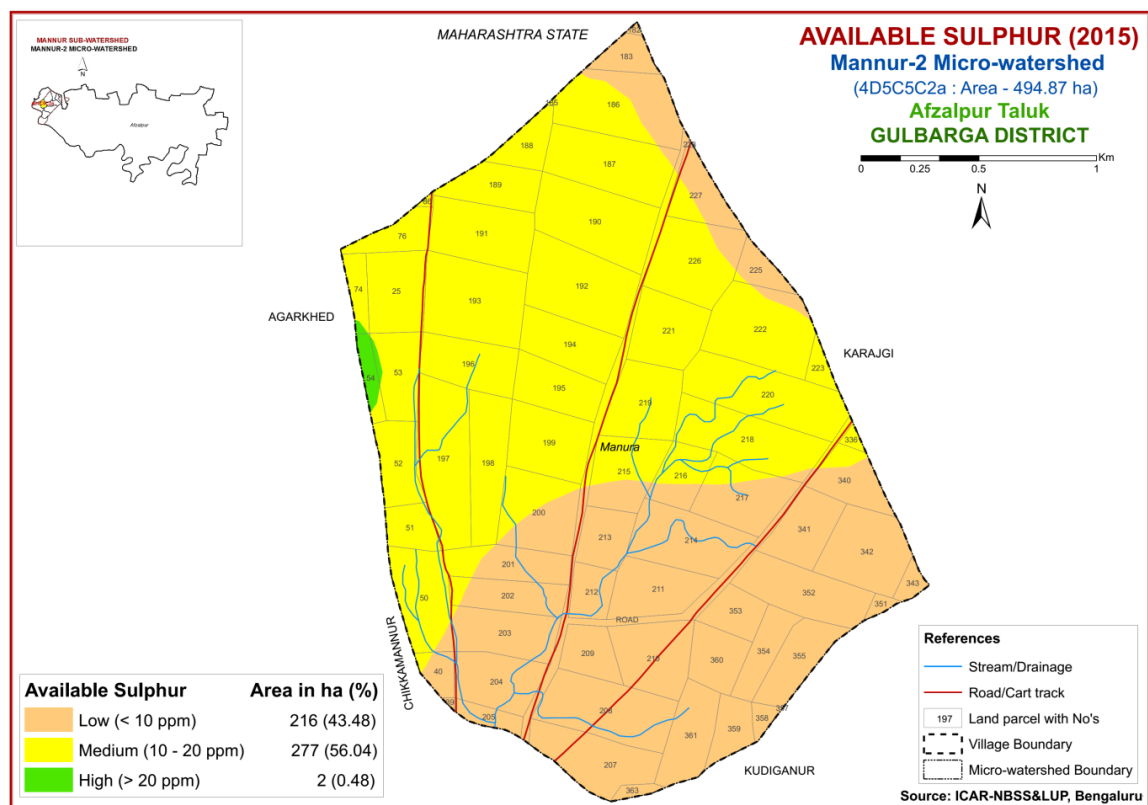 MANNUR SUB-WATERSHED
MANNUR-2 MICRO-WATERSHED
N
Afzalpur
MAHARASHTRA STATE
AVAILABLE SULPHUR (2015)
Mannur-2 Micro-watershed
(4D5C5C2a : Area - 494.87 ha)
Afzalpur Taluk
GULBARGA DISTRICT
0 0.25 0.5 1 Km
N
182
183
185 186
188 187
189 227
190
76 191
226 225
74 25 193 192
AGARKHED
194 221 222
KARAJGI
54 53 196 195 223
219 220
199 Manura 218 336
52 197 198 215 216 340
217
51 200 341
213 214 342
201
50 202 212 211 352 343
351
ROAD 353
203 209 210 354 355
CHIKKAMANNUR
40 204 360
205 208 358
361 359
207
363
KUDIGANUR
Available Sulphur Area in ha (%)
Low (< 10 ppm) 216 (43.48)
Medium (10 - 20 ppm) 277 (56.04)
High (> 20 ppm) 2 (0.48)
References
Stream/Drainage
Road/Cart track
197 Land parcel with No's
Village Boundary
Micro-watershed Boundary
Source: ICAR-NBSS&LUP, Bengaluru